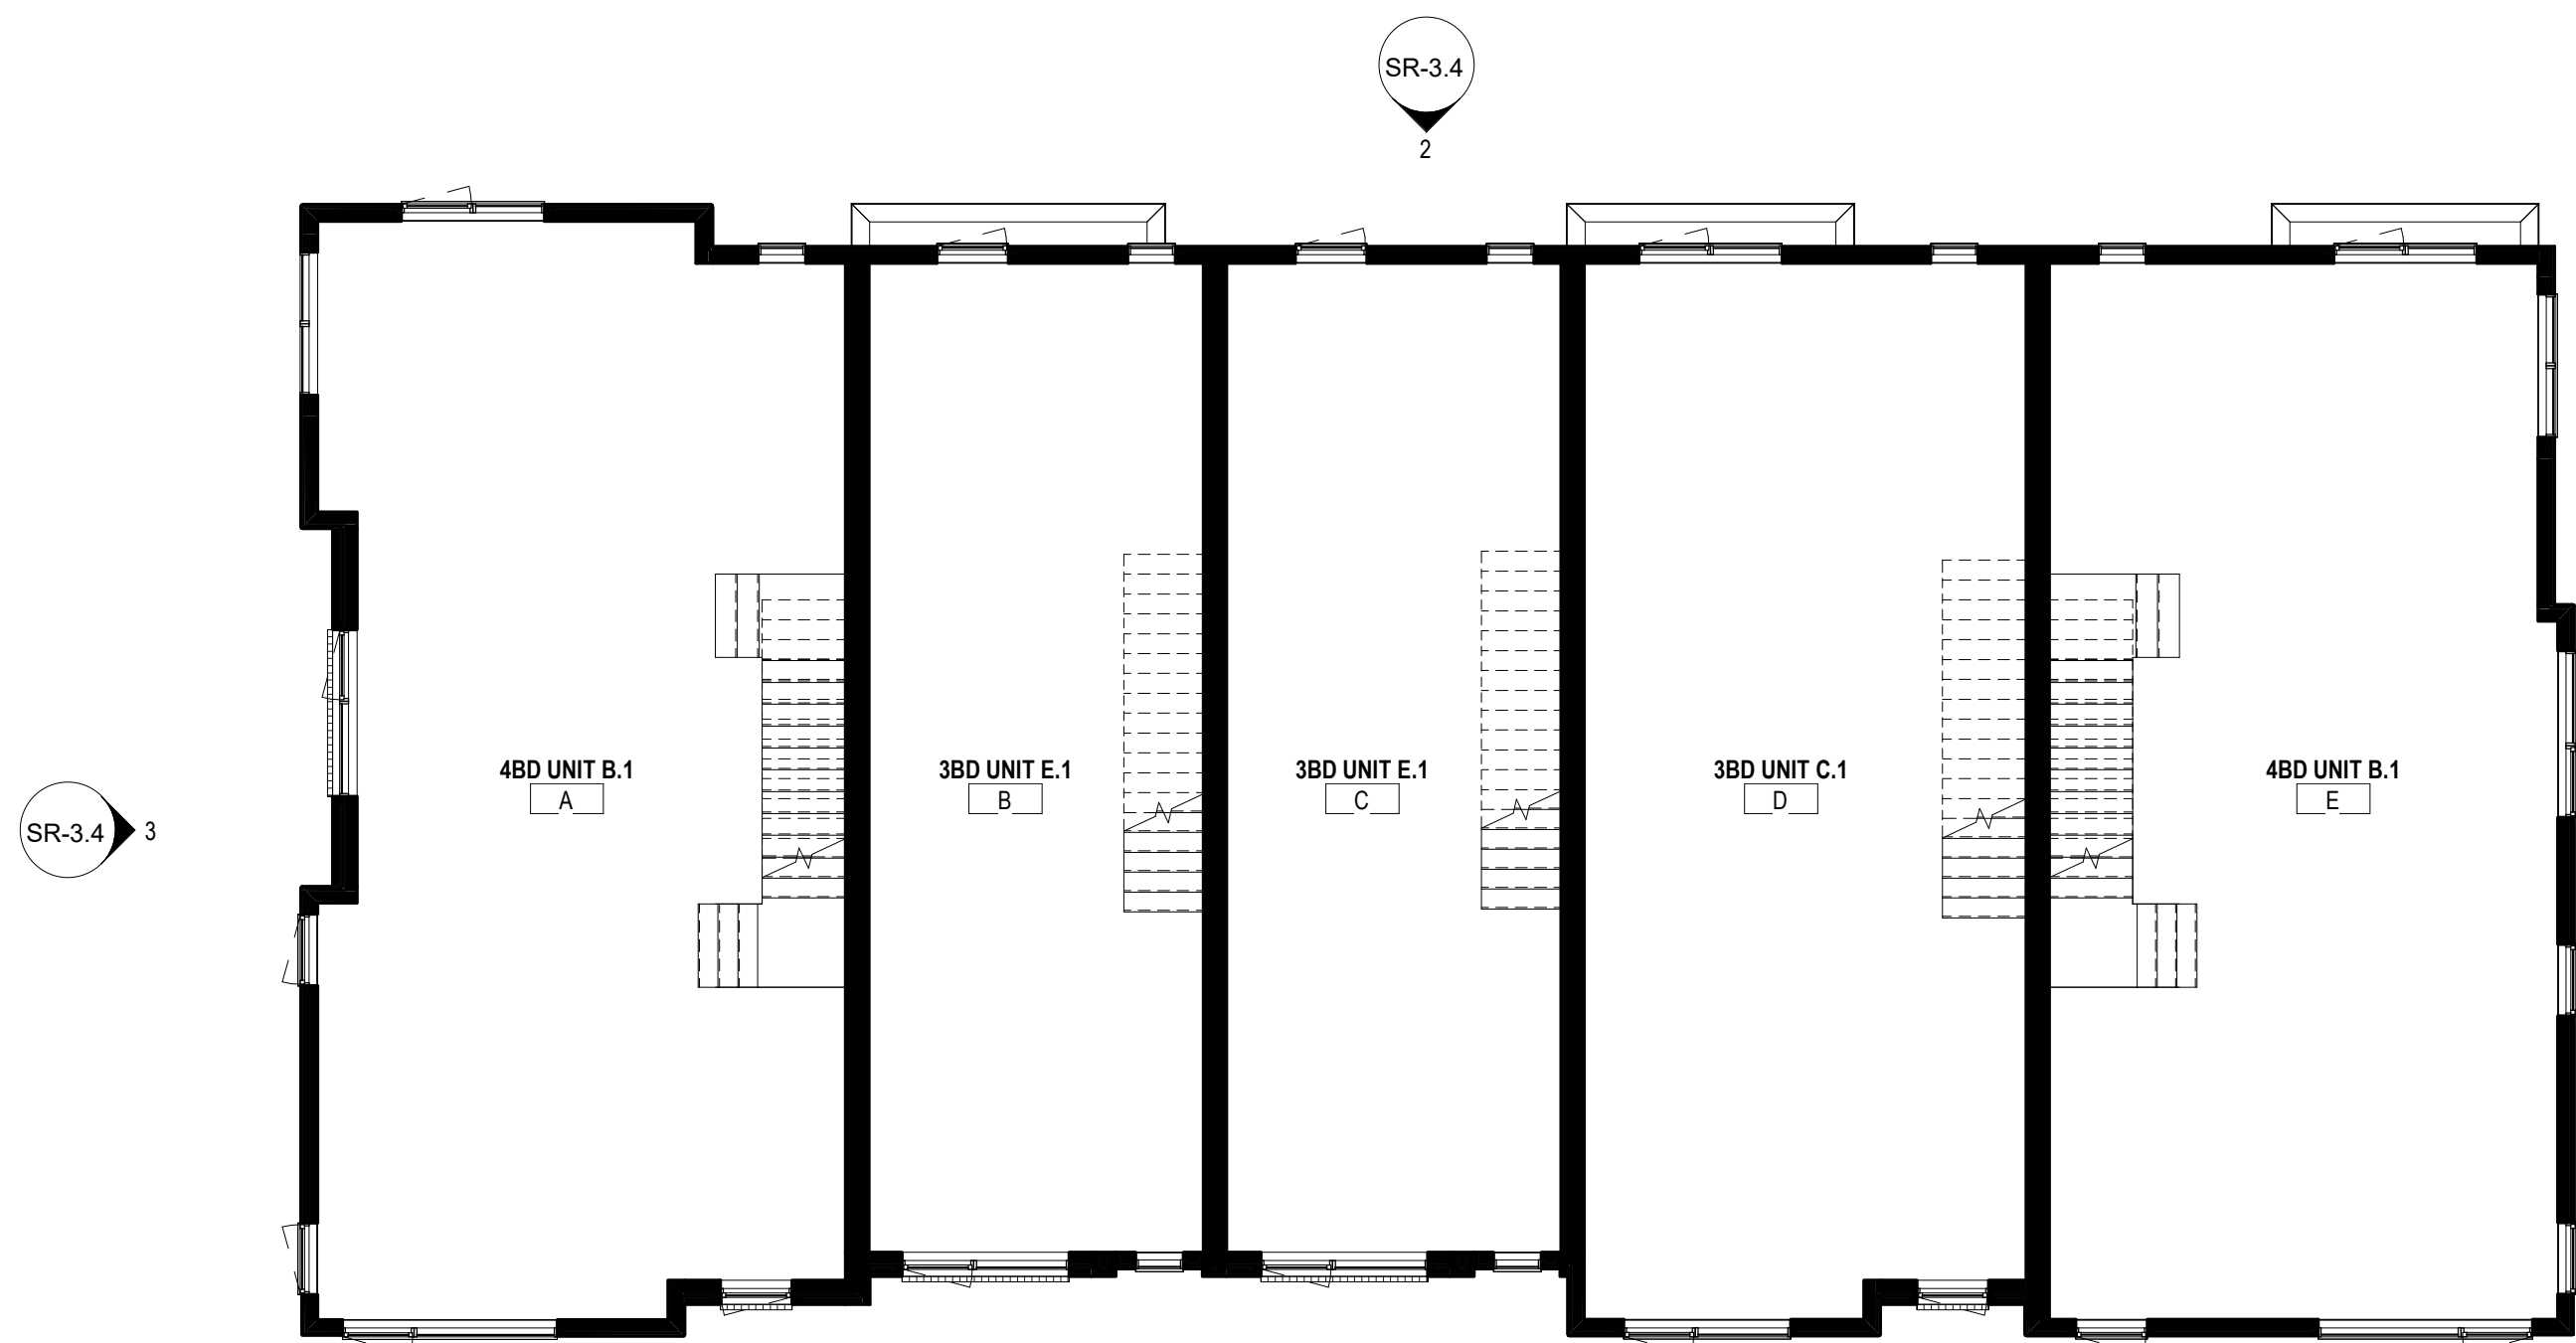 SR-3.4
2
4BD UNIT B.1
A
3BD UNIT E.1
B
3BD UNIT E.1
C
3BD UNIT C.1
D
4BD UNIT B.1
E
SR-3.4
3